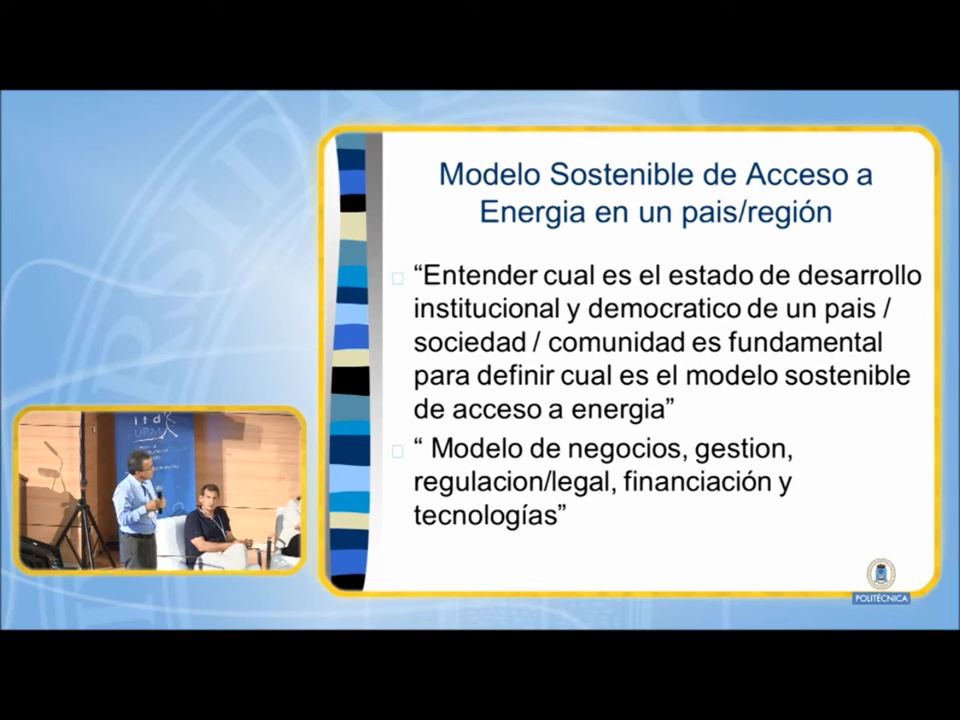 Modelo Sostenible de Acceso a
Energia en un pais/región
“Entender cual es el estado de desarrollo
institucional y democratico de un pais /
sociedad / comunidad es fundamental
para definir cual es el modelo sostenible
de acceso a energia”
“ Modelo de negocios, gestion,
regulacion/legal, financiación y
tecnologías”
itd
UPM
POLITÉCNICA